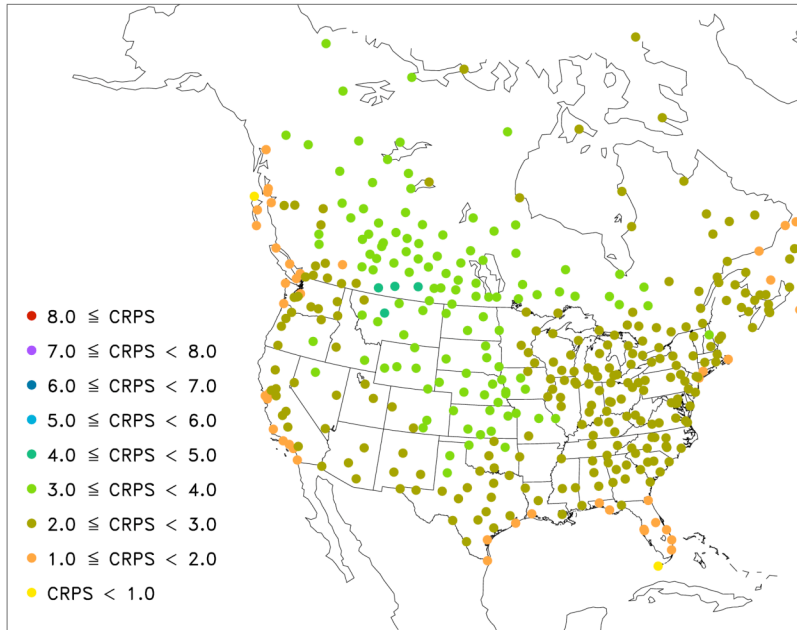 8.0 ≦ CRPS
7.0 ≦ CRPS < 8.0
6.0 ≦ CRPS < 7.0
5.0 ≦ CRPS < 6.0
4.0 ≦ CRPS < 5.0
3.0 ≦ CRPS < 4.0
2.0 ≦ CRPS < 3.0
1.0 ≦ CRPS < 2.0
CRPS < 1.0